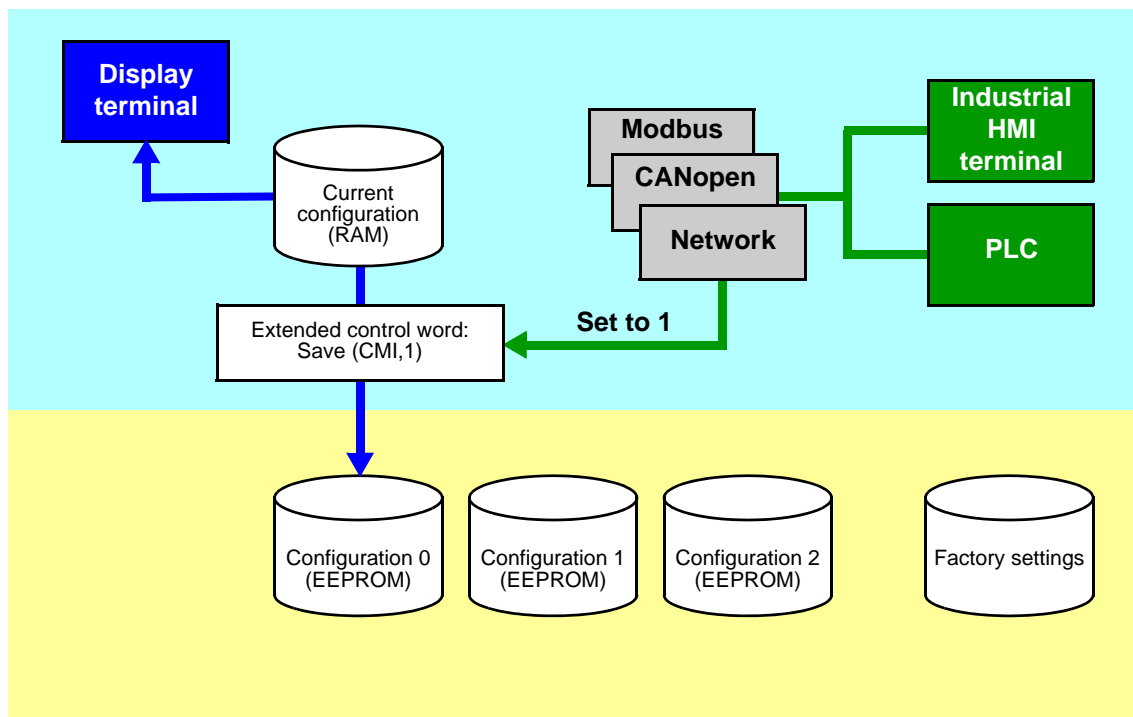 Display
terminal
Current
configuration
(RAM)
Modbus
CANopen
Network
Industrial
HMI
terminal
PLC
Extended control word:
Save (CMI,1)
Set to 1
Configuration 0
(EEPROM)
Configuration 1
(EEPROM)
Configuration 2
(EEPROM)
Factory settings